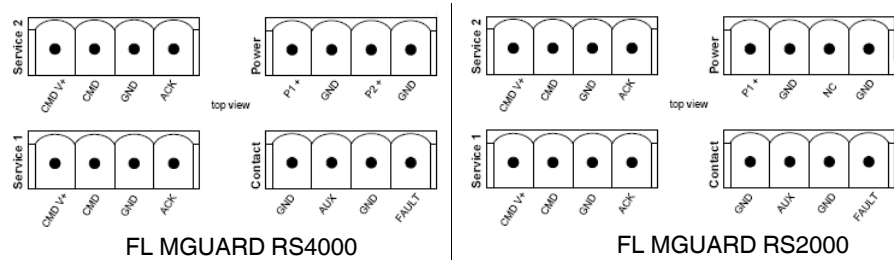 Service 2
CMD V+ CMD GND ACK
Power
P1+ GND P2+ GND
top view
Service 1
CMD V+ CMD GND ACK
Contact
GND AUX GND FAULT
FL MGUARD RS4000
Service 2
CMD V+ CMD GND ACK
Power
P1+ GND NC GND
top view
Service 1
CMD V+ CMD GND ACK
Contact
GND AUX GND FAULT
FL MGUARD RS2000